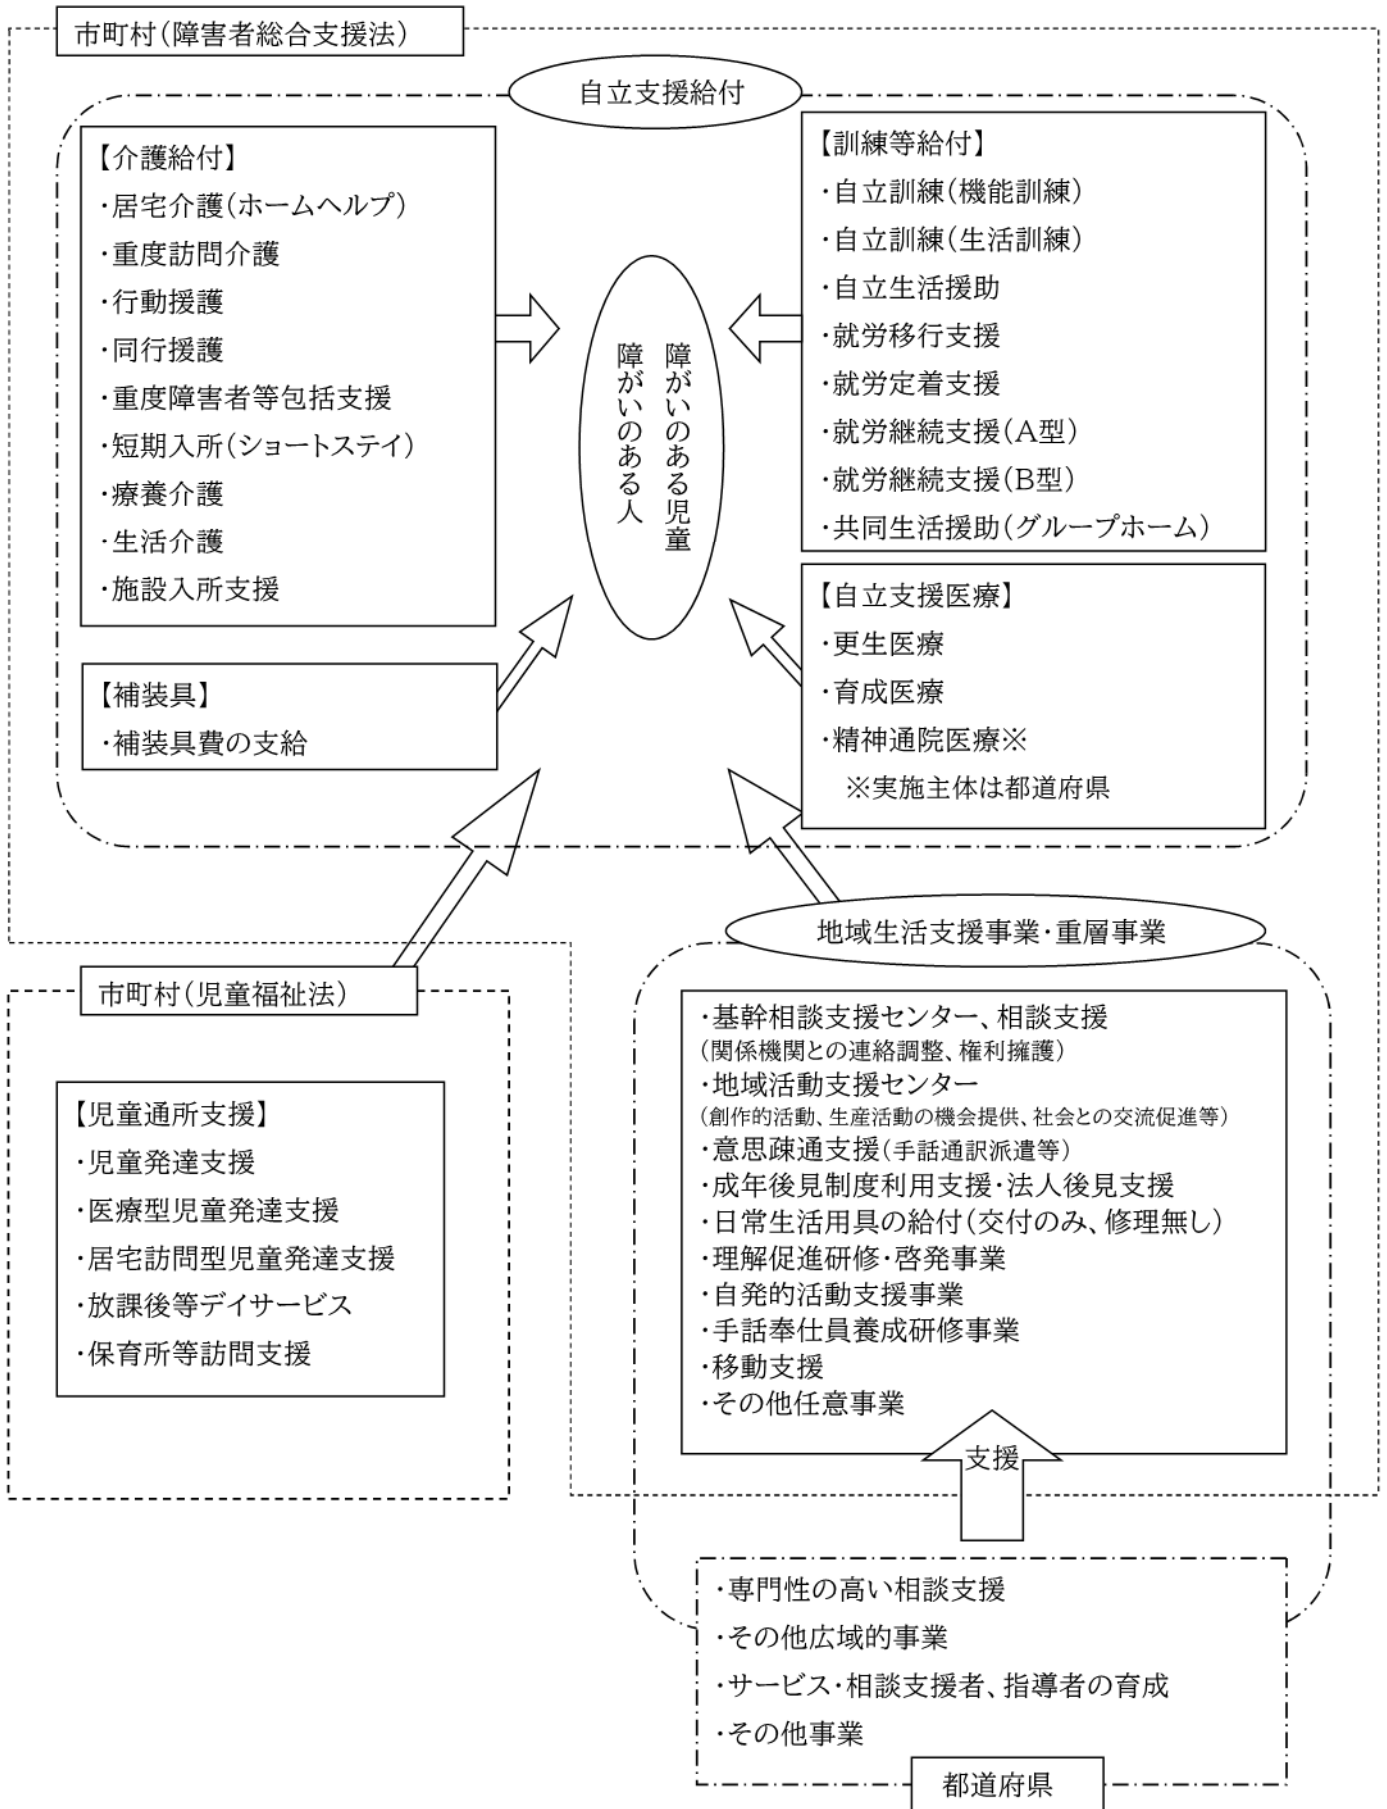 市町村(障害者総合支援法)
自立支援給付
【介護給付】
・居宅介護(ホームヘルプ)
・重度訪問介護
・行動援護
・同行援護
・重度障害者等包括支援
・短期入所(ショートステイ)
・療養介護
・生活介護
・施設入所支援
【補装具】
・補装具費の支給
障がいのある児童
障がいのある人
【訓練等給付】
・自立訓練(機能訓練)
・自立訓練(生活訓練)
・自立生活援助
・就労移行支援
・就労定着支援
・就労継続支援(A型)
・就労継続支援(B型)
・共同生活援助(グループホーム)
【自立支援医療】
・更生医療
・育成医療
・精神通院医療※
※実施主体は都道府県
市町村(児童福祉法)
【児童通所支援】
・児童発達支援
・医療型児童発達支援
・居宅訪問型児童発達支援
・放課後等デイサービス
・保育所等訪問支援
地域生活支援事業・重層事業
・基幹相談支援センター、相談支援
(関係機関との連絡調整、権利擁護)
・地域活動支援センター
(創作的活動、生産活動の機会提供、社会との交流促進等)
・意思疎通支援(手話通訳派遣等)
・成年後見制度利用支援・法人後見支援
・日常生活用具の給付(交付のみ、修理無し)
・理解促進研修・啓発事業
・自発的活動支援事業
・手話奉仕員養成研修事業
・移動支援
・その他任意事業
支援
・専門性の高い相談支援
・その他広域的事業
・サービス・相談支援者、指導者の育成
・その他事業
都道府県